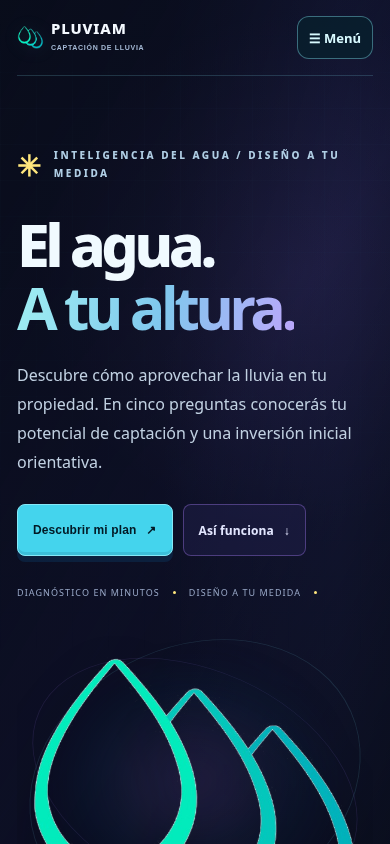 PLUVIAM
CAPTACIÓN DE LLUVIA
☰ Menú
INTELIGENCIA DEL AGUA / DISEÑO A TU
MEDIDA
El agua.
A tu altura.
Descubre cómo aprovechar la lluvia en tu
propiedad. En cinco preguntas conocerás tu
potencial de captación y una inversión inicial
orientativa.
Descubrir mi plan ↗
Así funciona ↓
DIAGNÓSTICO EN MINUTOS • DISEÑO A TU MEDIDA •